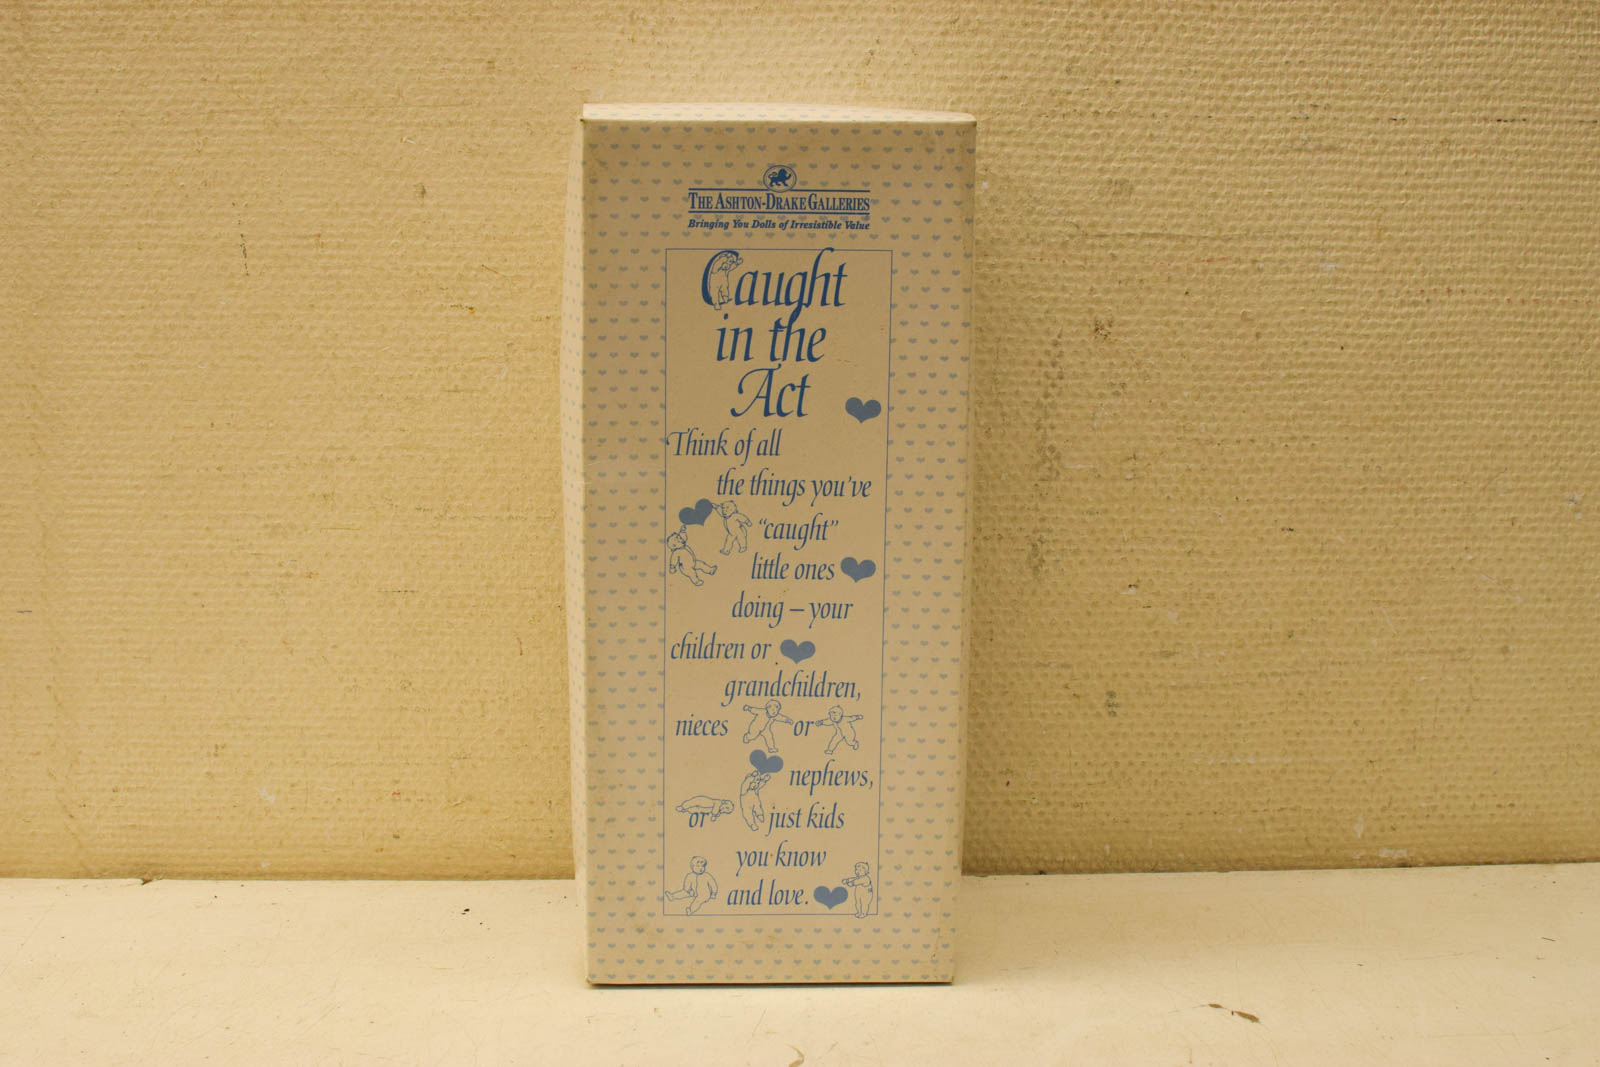 THE ASHTON-DRAKE GALLERIES
Bringing You Dolls of Irresistible Value
Caught
in the
Act
Think of all
the things you've
“caught”
little ones
doing – your
children or
grandchildren,
nieces or
nephews,
or just kids
you know
and love.